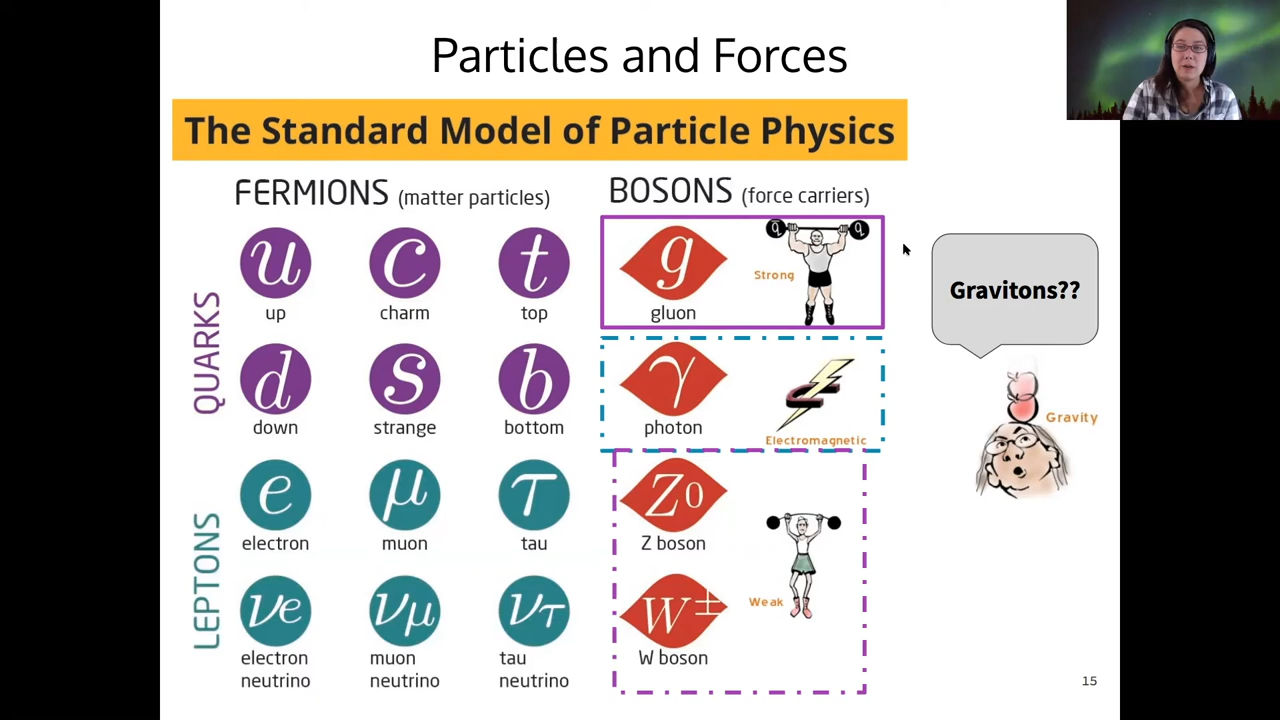 Particles and Forces
The Standard Model of Particle Physics
FERMIONS (matter particles)
BOSONS (force carriers)
QUARKS
u
c
t
up
charm
top
d
s
b
down
strange
bottom
LEPTONS
e
μ
τ
electron
muon
tau
νe
νμ
ντ
electron
neutrino
muon
neutrino
tau
neutrino
g
gluon
q̄
q
Strong
γ
photon
Electromagnetic
Z0
Z boson
W±
W boson
Weak
Gravitons??
Gravity
15